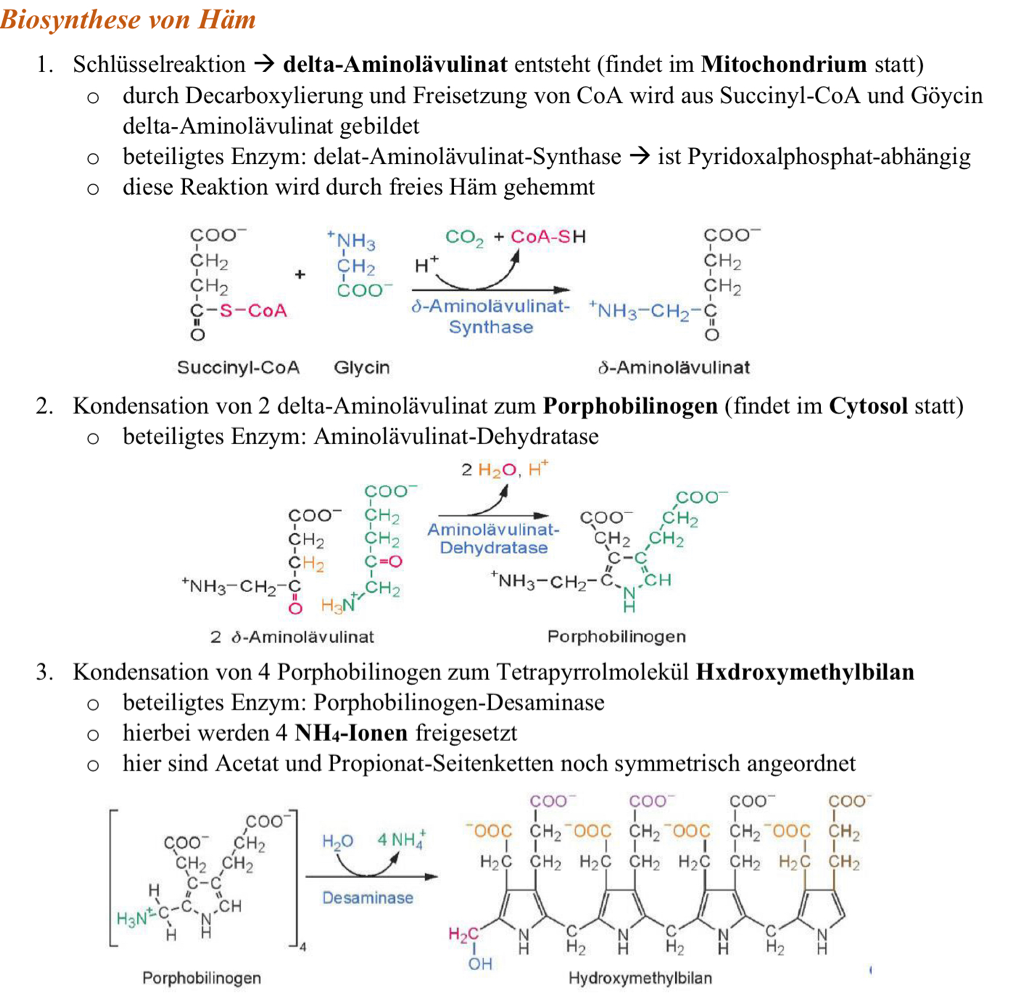 Biosynthese von Häm
1. Schlüsselreaktion → delta-Aminolävulinat entsteht (findet im Mitochondrium statt)
o durch Decarboxylierung und Freisetzung von CoA wird aus Succinyl-CoA und Göycin
delta-Aminolävulinat gebildet
o beteiligtes Enzym: delat-Aminolävulinat-Synthase → ist Pyridoxalphosphat-abhängig
o diese Reaktion wird durch freies Häm gehemmt
COO⁻ ⁺NH₃ CO₂ + CoA-SH COO⁻
CH₂ CH₂ H⁺ CH₂
CH₂ + COO⁻ CH₂
C-S-CoA δ-Aminolävulinat- ⁺NH₃-CH₂-C
O Synthase O
Succinyl-CoA Glycin δ-Aminolävulinat
2. Kondensation von 2 delta-Aminolävulinat zum Porphobilinogen (findet im Cytosol statt)
o beteiligtes Enzym: Aminolävulinat-Dehydratase
2 H₂O, H⁺
COO⁻ COO⁻
COO⁻ CH₂ Aminolävulinat- COO⁻ CH₂
CH₂ CH₂ Dehydratase CH₂ CH₂
CH₂ C=O C-C
⁺NH₃-CH₂-C CH₂ ⁺NH₃-CH₂-C CH
O H₃N⁺ N
H
2 δ-Aminolävulinat Porphobilinogen
3. Kondensation von 4 Porphobilinogen zum Tetrapyrrolmolekül Hxdroxymethylbilan
o beteiligtes Enzym: Porphobilinogen-Desaminase
o hierbei werden 4 NH₄-Ionen freigesetzt
o hier sind Acetat und Propionat-Seitenketten noch symmetrisch angeordnet
COO⁻ COO⁻ COO⁻ COO⁻
COO⁻ ⁻OOC CH₂ ⁻OOC CH₂ ⁻OOC CH₂ ⁻OOC CH₂
COO⁻ CH₂ H₂O 4 NH₄⁺ H₂C CH₂ H₂C CH₂ H₂C CH₂ H₂C CH₂
CH₂ CH₂
C-C
H Desaminase
H₃N⁺-C-C CH
H N H₂C N C N C N C N
H OH H H₂ H H₂ H H₂ H
4
Porphobilinogen Hydroxymethylbilan